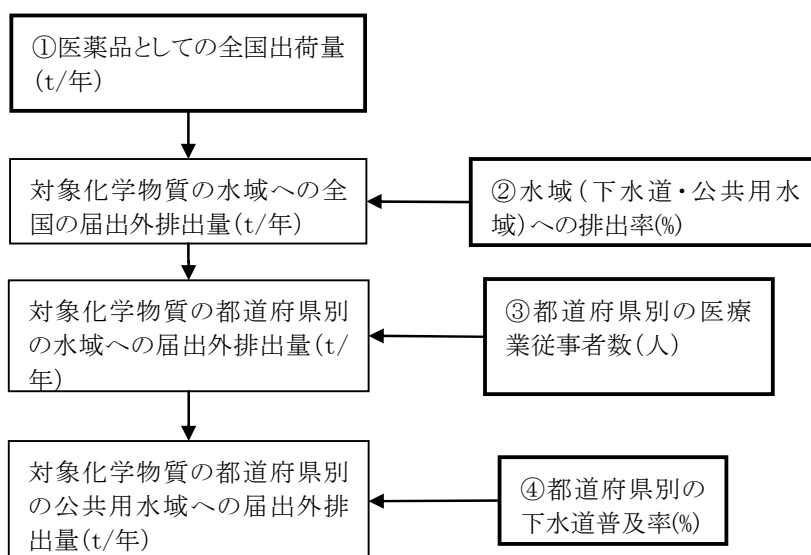 ①医薬品としての全国出荷量
(t/年)
対象化学物質の水域への全
国の届出外排出量(t/年)
②水域(下水道・公共用水
域)への排出率(%)
対象化学物質の都道府県別
の水域への届出外排出量(t/
年)
③都道府県別の医療
業従事者数(人)
対象化学物質の都道府県別
の公共用水域への届出外排
出量(t/年)
④都道府県別の
下水道普及率(%)